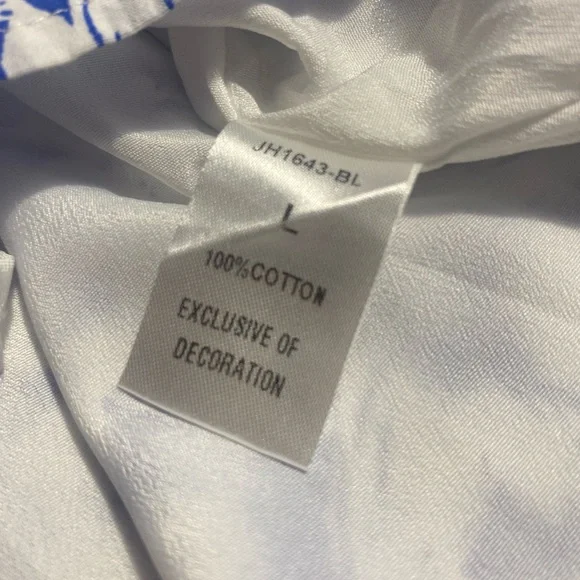 JH1643-BL
L
100%COTTON
EXCLUSIVE OF
DECORATION